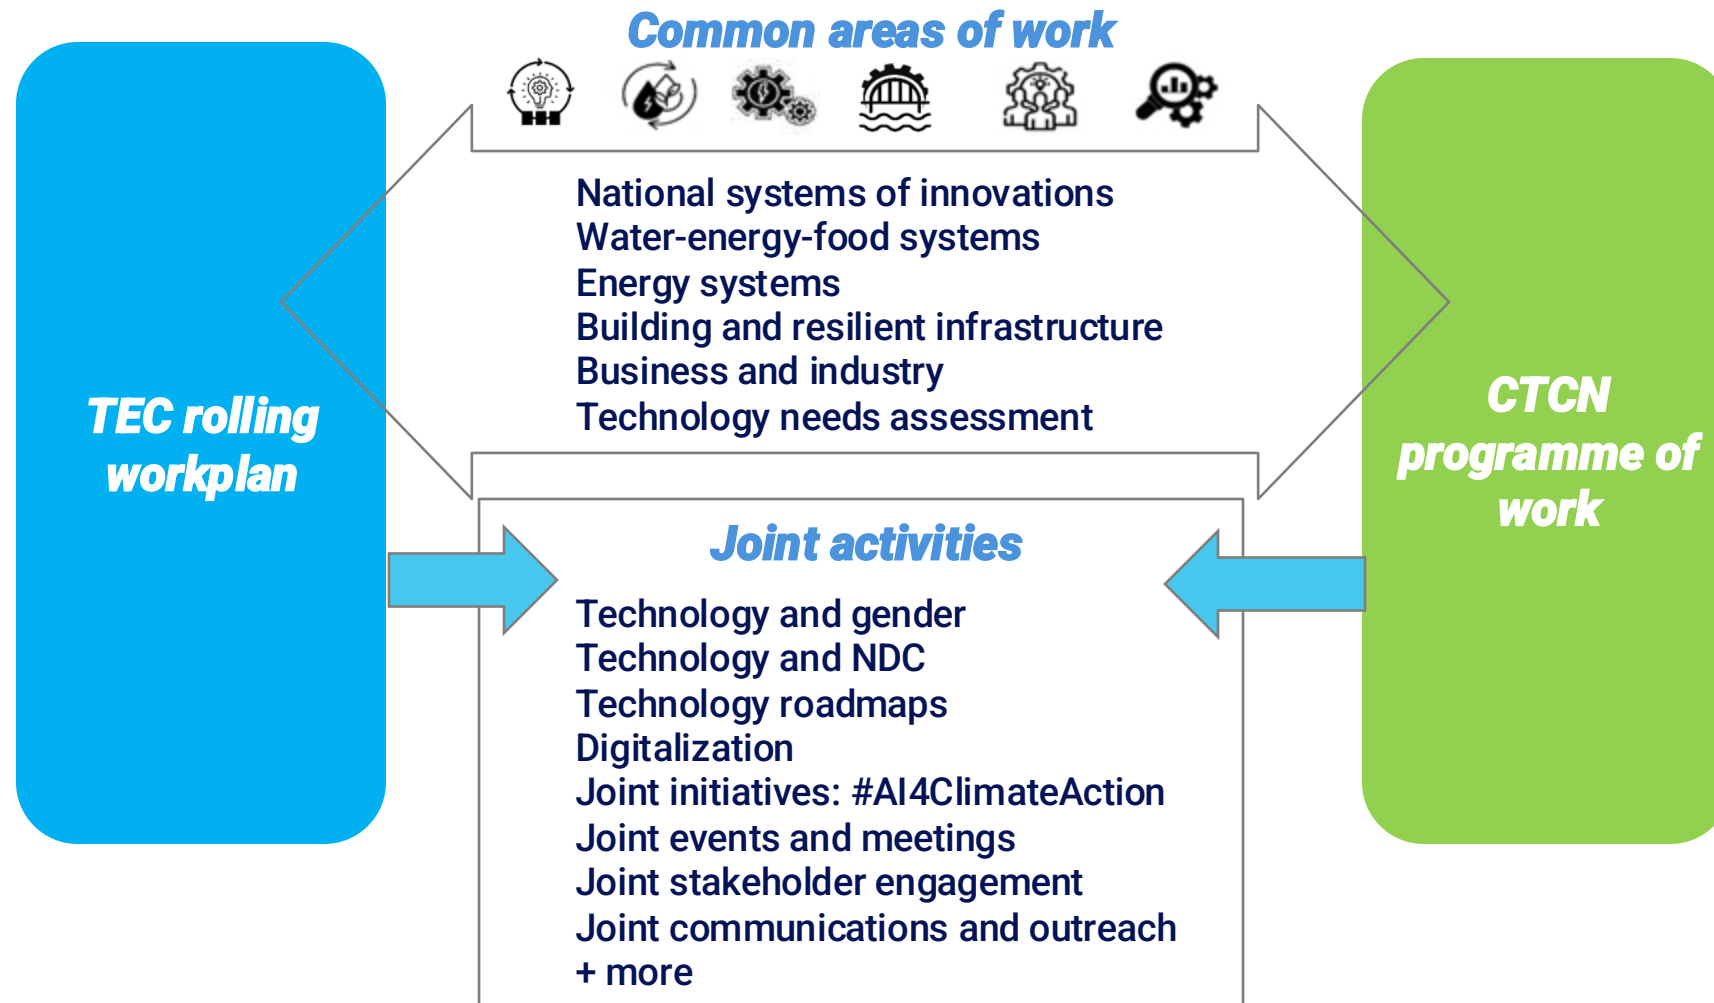 Common areas of work
National systems of innovations
Water-energy-food systems
Energy systems
Building and resilient infrastructure
Business and industry
Technology needs assessment
TEC rolling
workplan
CTCN
programme of
work
Joint activities
Technology and gender
Technology and NDC
Technology roadmaps
Digitalization
Joint initiatives: #AI4ClimateAction
Joint events and meetings
Joint stakeholder engagement
Joint communications and outreach
+ more